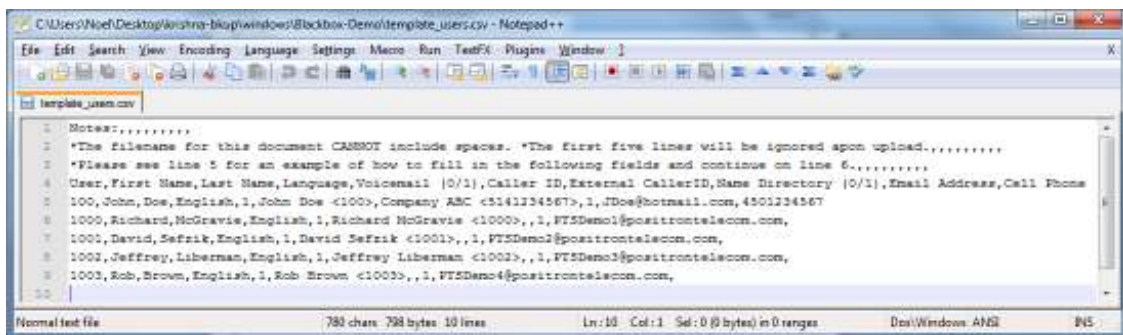 C:\Users\Noel\Desktop\krishna-bkup\windows\Blackbox-Demo\template_users.csv - Notepad++
File Edit Search View Encoding Language Settings Macro Run TextFX Plugins Window ? X
template_users.csv
1 Notes:,,,,,,,,,
2 *The filename for this document CANNOT include spaces. *The first five lines will be ignored apon upload.,,,,,,,,,
3 *Please see line 5 for an example of how to fill in the following fields and continue on line 6.,,,,,,,,,
4 User,First Name,Last Name,Language,Voicemail (0/1),Caller ID,External CallerID,Name Directory (0/1),Email Address,Cell Phone
5 100,John,Doe,English,1,John Doe <100>,Company ABC <5141234567>,1,JDoe@hotmail.com,4501234567
6 1000,Richard,McGravie,English,1,Richard McGravie <1000>,,1,PTSDemo1@positrontelecom.com,
7 1001,David,Sefzik,English,1,David Sefzik <1001>,,1,PTSDemo2@positrontelecom.com,
8 1002,Jeffrey,Liberman,English,1,Jeffrey Liberman <1002>,,1,PTSDemo3@positrontelecom.com,
9 1003,Rob,Brown,English,1,Rob Brown <1003>,,1,PTSDemo4@positrontelecom.com,
10
Normal text file 780 chars 798 bytes 10 lines Ln:10 Col:1 Sel:0 (0 bytes) in 0 ranges Dos\Windows ANSI INS